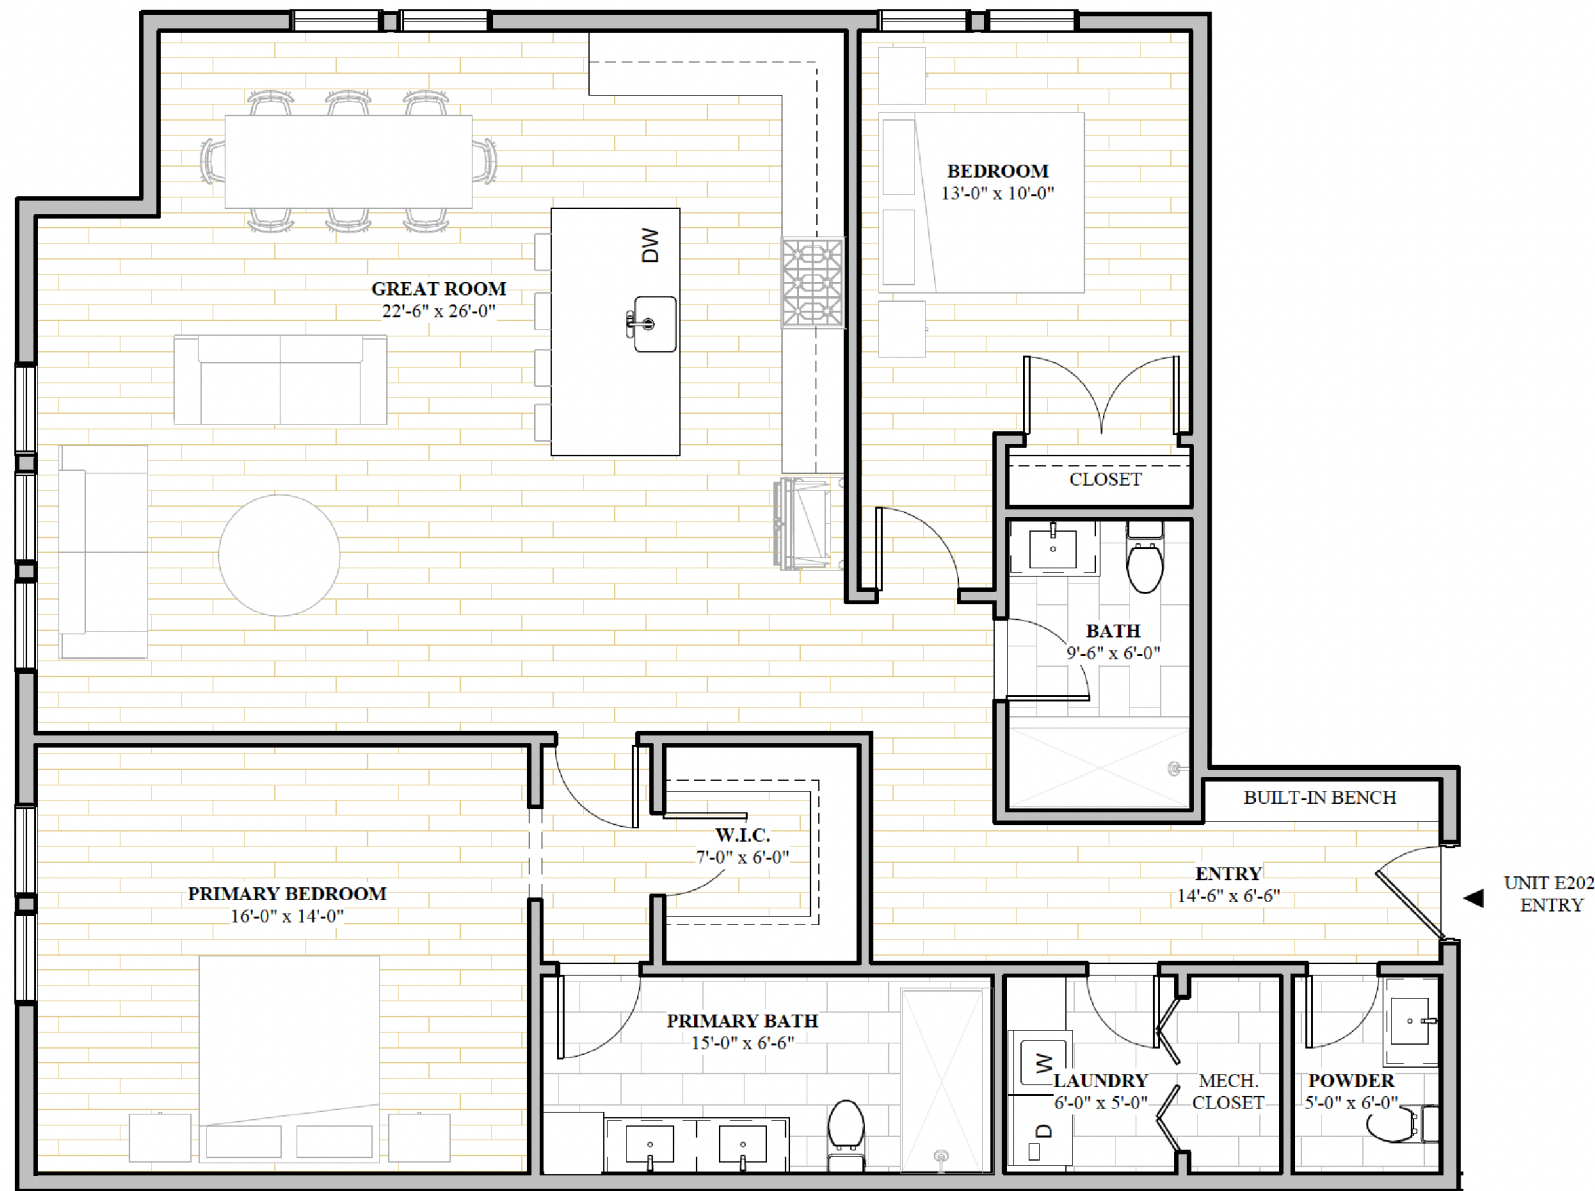 BEDROOM
13'-0" x 10'-0"
DW
GREAT ROOM
22'-6" x 26'-0"
CLOSET
BATH
9'-6" x 6'-0"
BUILT-IN BENCH
W.I.C.
7'-0" x 6'-0"
ENTRY
14'-6" x 6'-6"
UNIT E202
ENTRY
PRIMARY BEDROOM
16'-0" x 14'-0"
PRIMARY BATH
15'-0" x 6'-6"
W
LAUNDRY
6'-0" x 5'-0"
D
MECH.
CLOSET
POWDER
5'-0" x 6'-0"